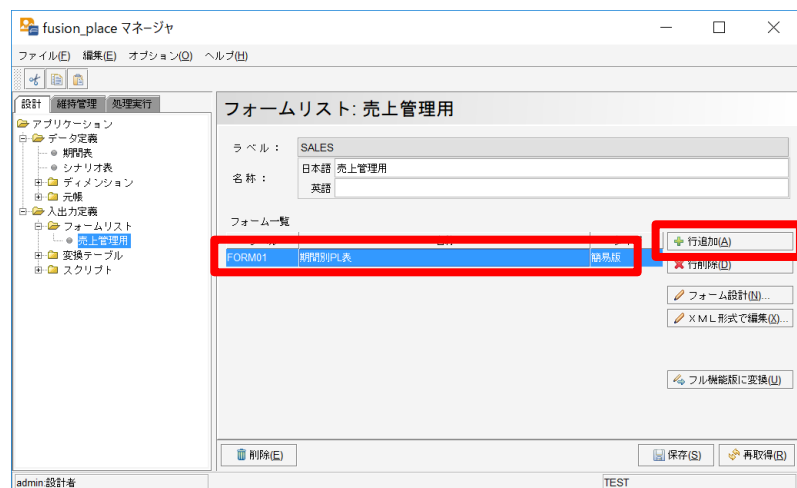 fusion_place マネージャ
ファイル(F) 編集(E) オプション(O) ヘルプ(H)
設計 維持管理 処理実行
アプリケーション
データ定義
期間表
シナリオ表
ディメンション
元帳
入出力定義
フォームリスト
売上管理用
変換テーブル
スクリプト
フォームリスト: 売上管理用
ラベル: SALES
名称: 日本語 売上管理用
英語
フォーム一覧
FORM01 期間別PL表 簡易版
行追加(A)
行削除(D)
フォーム設計(N)...
XML形式で編集(X)...
フル機能版に変換(U)
削除(E) 保存(S) 再取得(R)
admin:設計者 TEST